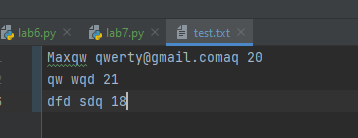 lab6.py lab7.py test.txt
Maxqw qwerty@gmail.comaq 20
qw wqd 21
dfd sdq 18